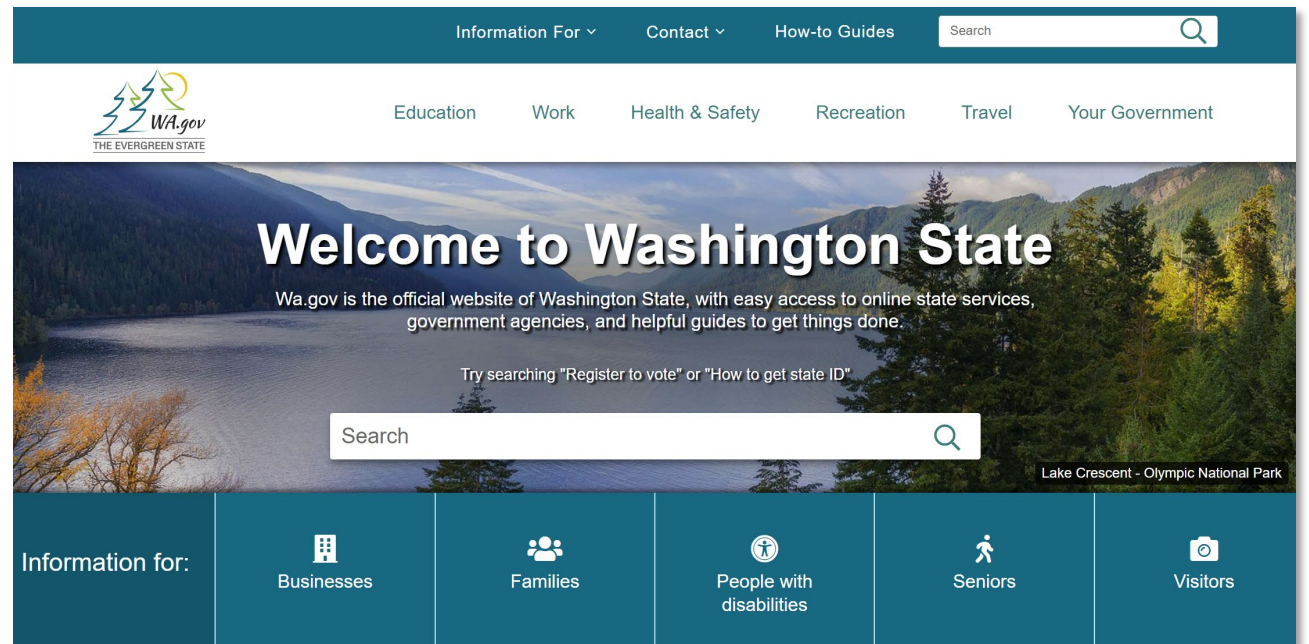 Information For
Contact
How-to Guides
Search
WA.gov
THE EVERGREEN STATE
Education
Work
Health & Safety
Recreation
Travel
Your Government
Welcome to Washington State
Wa.gov is the official website of Washington State, with easy access to online state services,
government agencies, and helpful guides to get things done.
Try searching "Register to vote" or "How to get state ID"
Search
Lake Crescent - Olympic National Park
Information for:
Businesses
Families
People with
disabilities
Seniors
Visitors